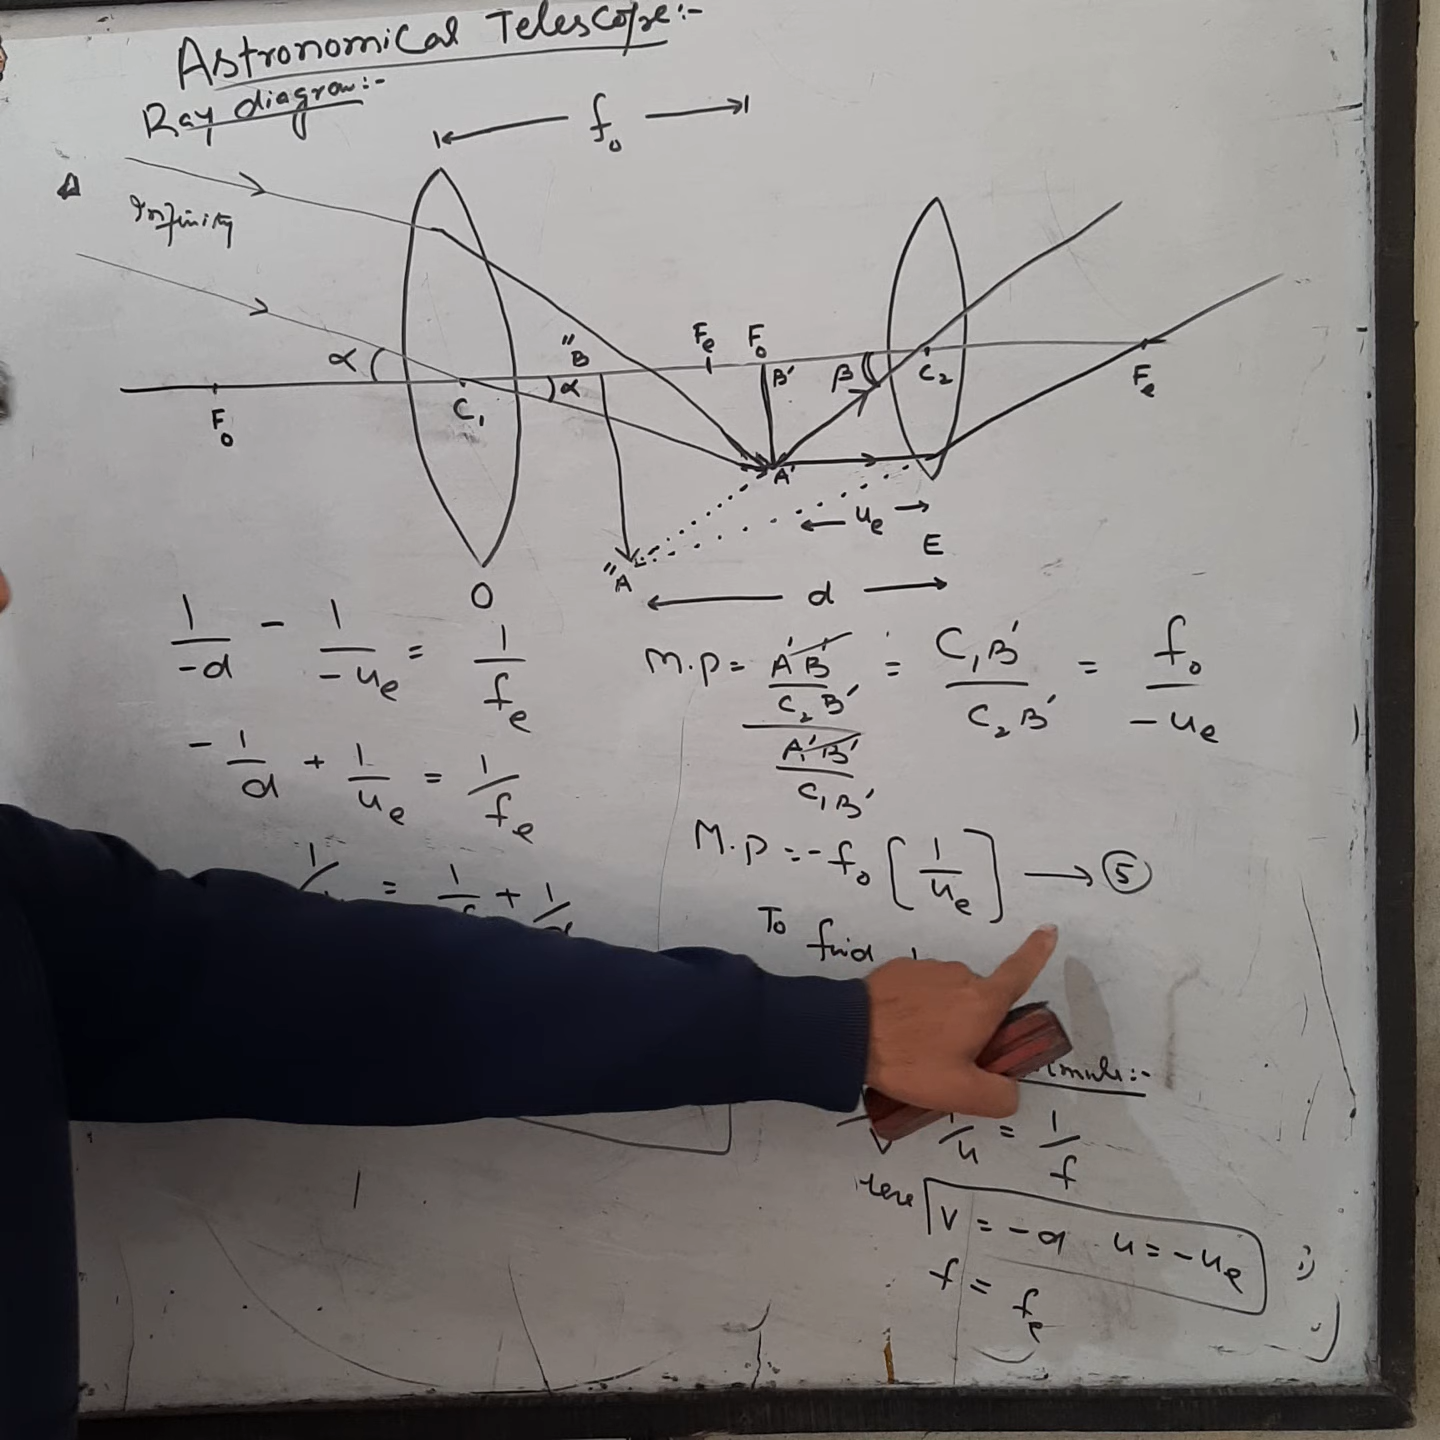 Astronomical Telescope:-
Ray diagram:-
f₀
A
Infinity
α
α
"B
Fₑ
F₀
B'
β
C₂
Fₑ
F₀
C₁
A'
uₑ
E
"A
O
d
1/-d - 1/-uₑ = 1/fₑ
-1/d + 1/uₑ = 1/fₑ
M.P = A'B'/C₂B' / A'B'/C₁B' = C₁B'/C₂B' = f₀/-uₑ
M.P = -f₀ [1/uₑ] → ⑤
To find
1/u = 1/f
Here V = -d u = -uₑ
f = fₑ